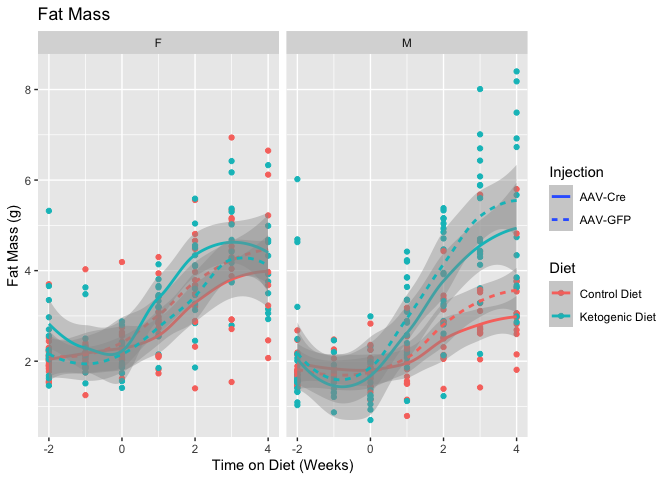 Fat Mass
F
M
8
6
4
2
Fat Mass (g)
-2
0
2
4
-2
0
2
4
Time on Diet (Weeks)
Injection
AAV-Cre
AAV-GFP
Diet
Control Diet
Ketogenic Diet